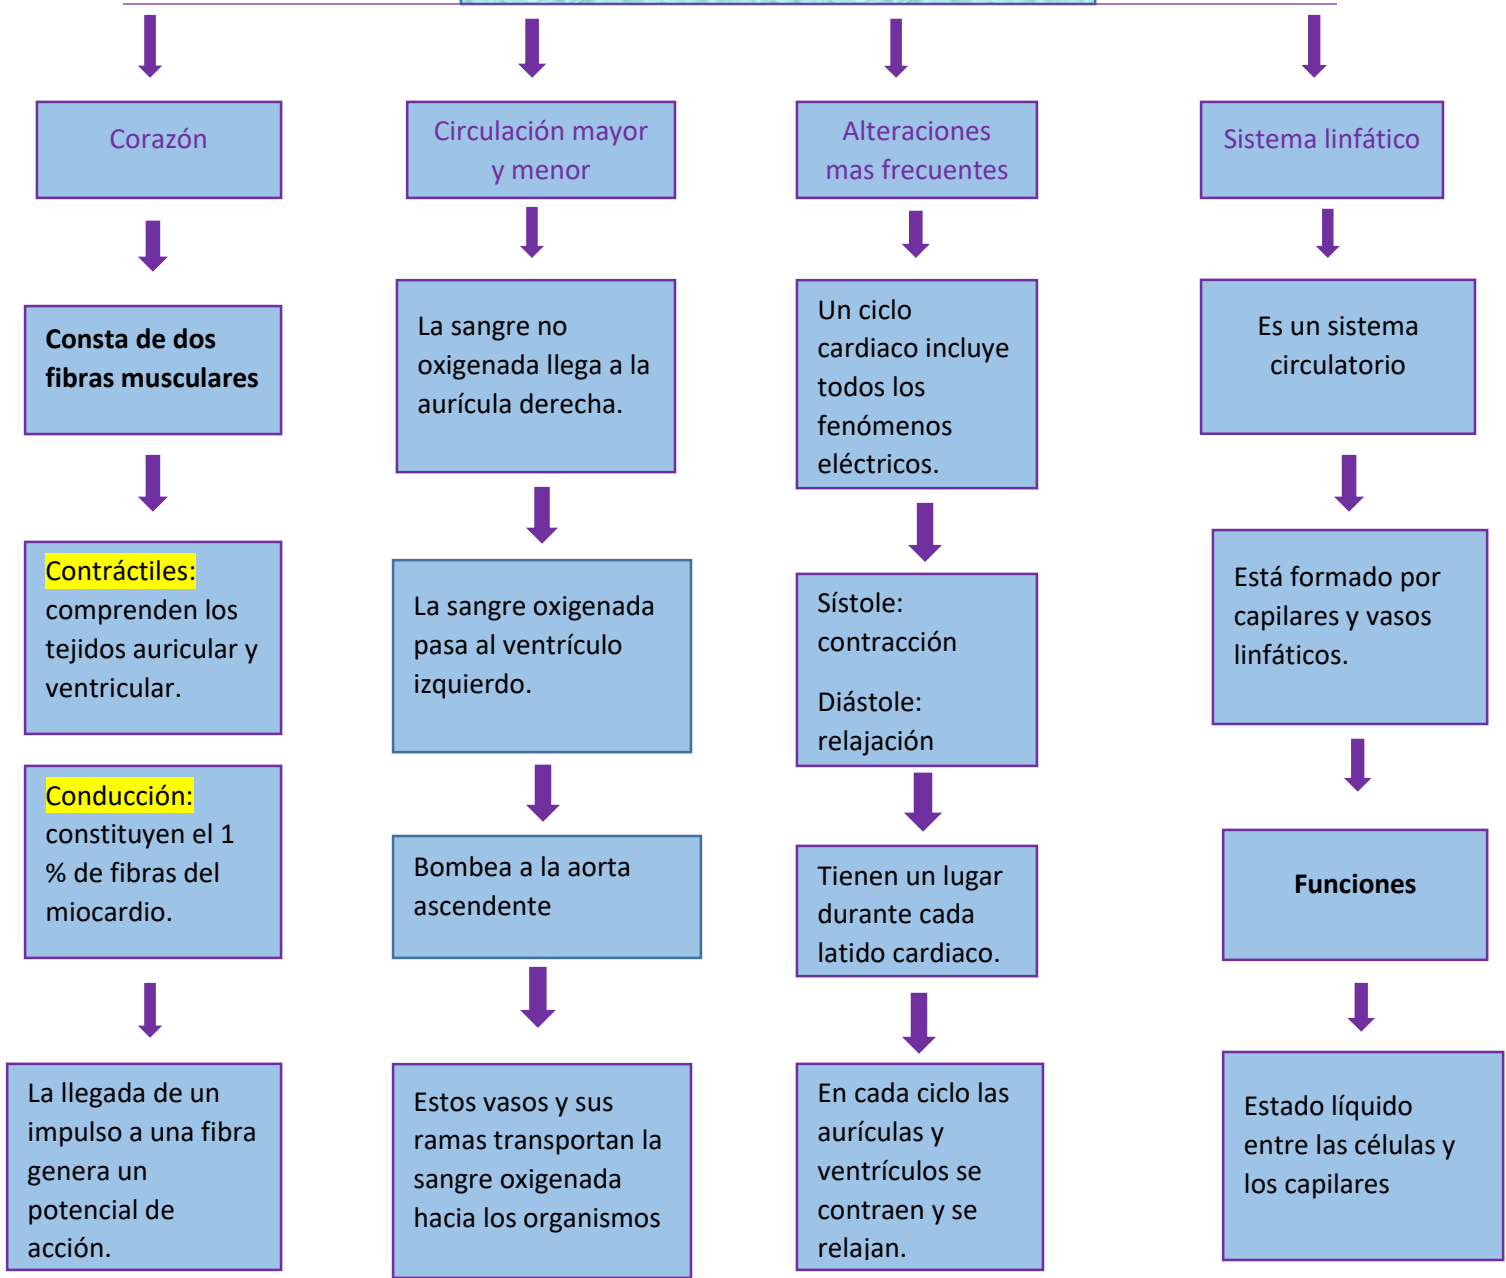 Corazón
Consta de dos
fibras musculares
Contráctiles:
comprenden los
tejidos auricular y
ventricular.
Conducción:
constituyen el 1
% de fibras del
miocardio.
La llegada de un
impulso a una fibra
genera un
potencial de
acción.
Circulación mayor
y menor
La sangre no
oxigenada llega a la
aurícula derecha.
La sangre oxigenada
pasa al ventrículo
izquierdo.
Bombea a la aorta
ascendente
Estos vasos y sus
ramas transportan la
sangre oxigenada
hacia los organismos
Alteraciones
mas frecuentes
Un ciclo
cardiaco incluye
todos los
fenómenos
eléctricos.
Sístole:
contracción
Diástole:
relajación
Tienen un lugar
durante cada
latido cardiaco.
En cada ciclo las
aurículas y
ventrículos se
contraen y se
relajan.
Sistema linfático
Es un sistema
circulatorio
Está formado por
capilares y vasos
linfáticos.
Funciones
Estado líquido
entre las células y
los capilares